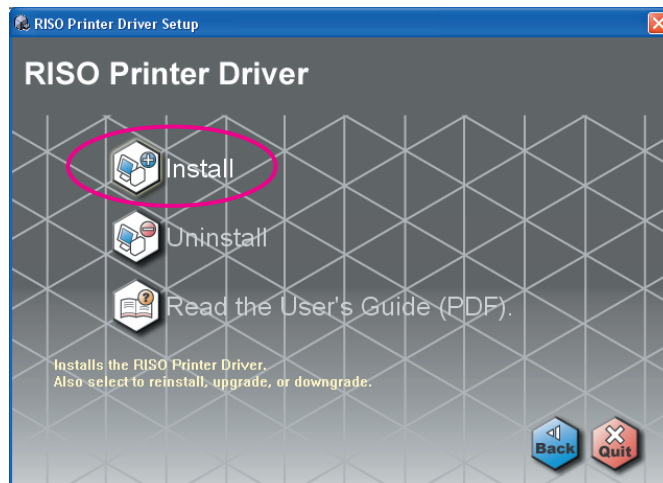 RISO Printer Driver Setup
RISO Printer Driver
Install
Uninstall
Read the User's Guide (PDF).
Installs the RISO Printer Driver.
Also select to reinstall, upgrade, or downgrade.
Back
Quit